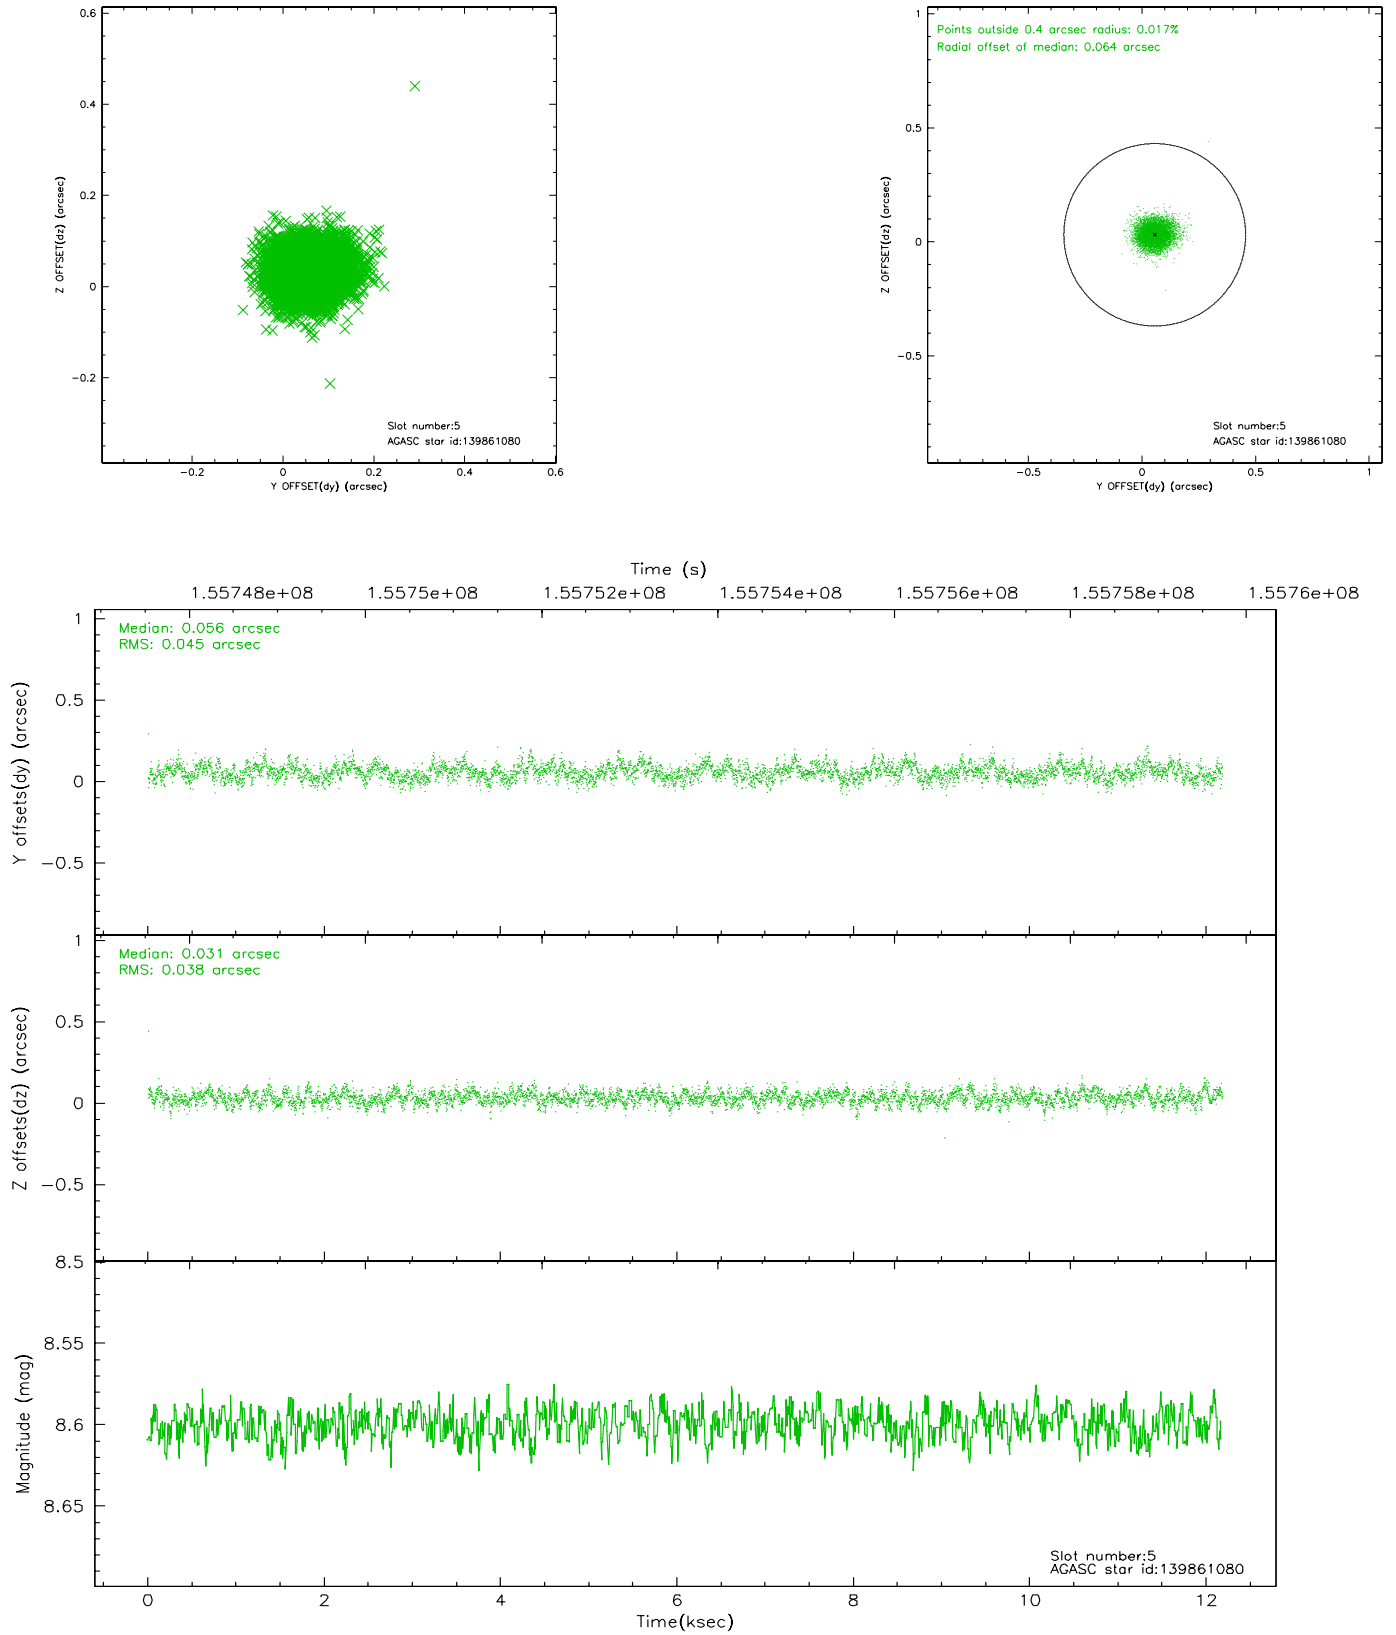 0.6
0.4
0.2
0
−0.2
Z OFFSET(dz) (arcsec)
Slot number:5
AGASC star id:139861080
−0.2 0 0.2 0.4 0.6
Y OFFSET(dy) (arcsec)
Points outside 0.4 arcsec radius: 0.017%
Radial offset of median: 0.064 arcsec
1
0.5
0
−0.5
Z OFFSET(dz) (arcsec)
Slot number:5
AGASC star id:139861080
−0.5 0 0.5 1
Y OFFSET(dy) (arcsec)
Time (s)
1.55748e+08 1.5575e+08 1.55752e+08 1.55754e+08 1.55756e+08 1.55758e+08 1.5576e+08
Median: 0.056 arcsec
RMS: 0.045 arcsec
1
0.5
0
−0.5
Y offsets(dy) (arcsec)
Median: 0.031 arcsec
RMS: 0.038 arcsec
1
0.5
0
−0.5
Z offsets(dz) (arcsec)
8.5
8.55
8.6
8.65
Magnitude (mag)
Slot number:5
AGASC star id:139861080
0 2 4 6 8 10 12
Time(ksec)